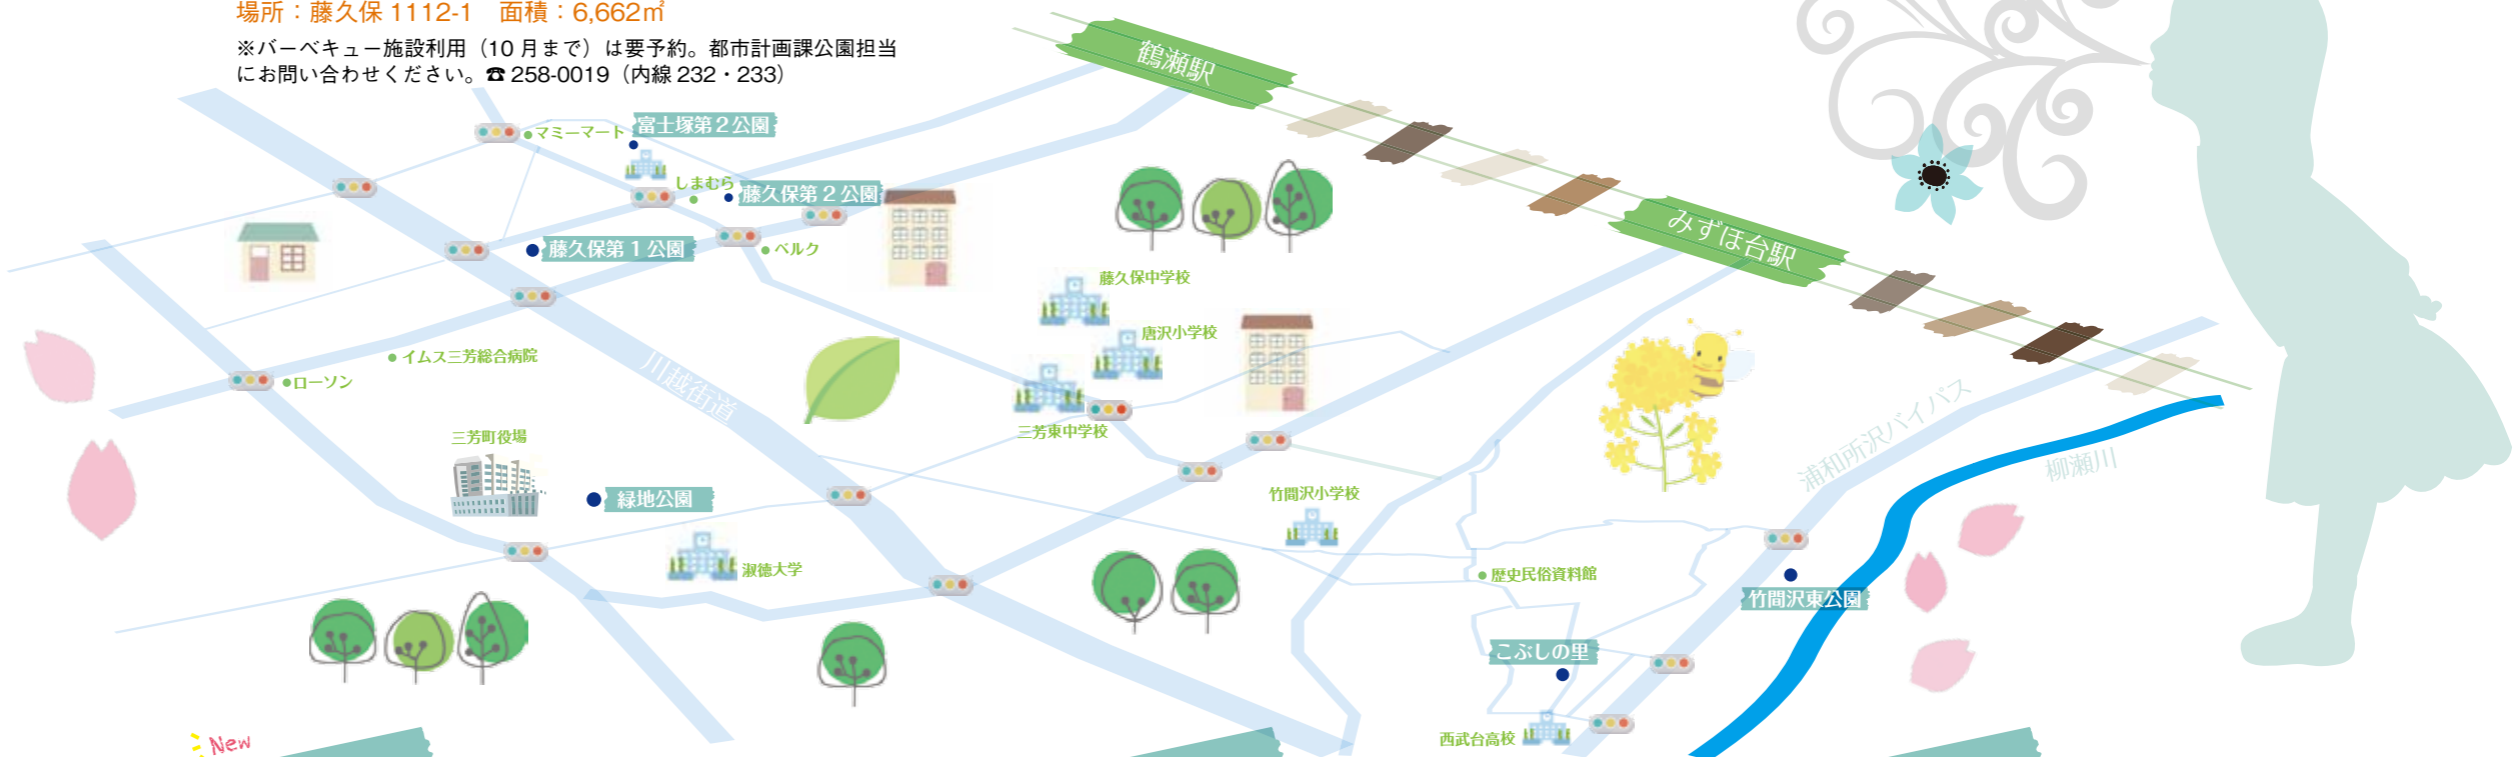 場所：藤久保 1112-1　面積：6,662㎡
※バーベキュー施設利用（10 月まで）は要予約。都市計画課公園担当
にお問い合わせください。☎ 258-0019（内線 232・233）
鶴瀬駅
マミーマート
富士塚第２公園
しまむら
藤久保第２公園
みずほ台駅
藤久保第１公園
ベルク
藤久保中学校
唐沢小学校
イムス三芳総合病院
ローソン
川越街道
三芳東中学校
三芳町役場
浦和所沢バイパス
柳瀬川
緑地公園
竹間沢小学校
淑徳大学
歴史民俗資料館
竹間沢東公園
こぶしの里
西武台高校
New